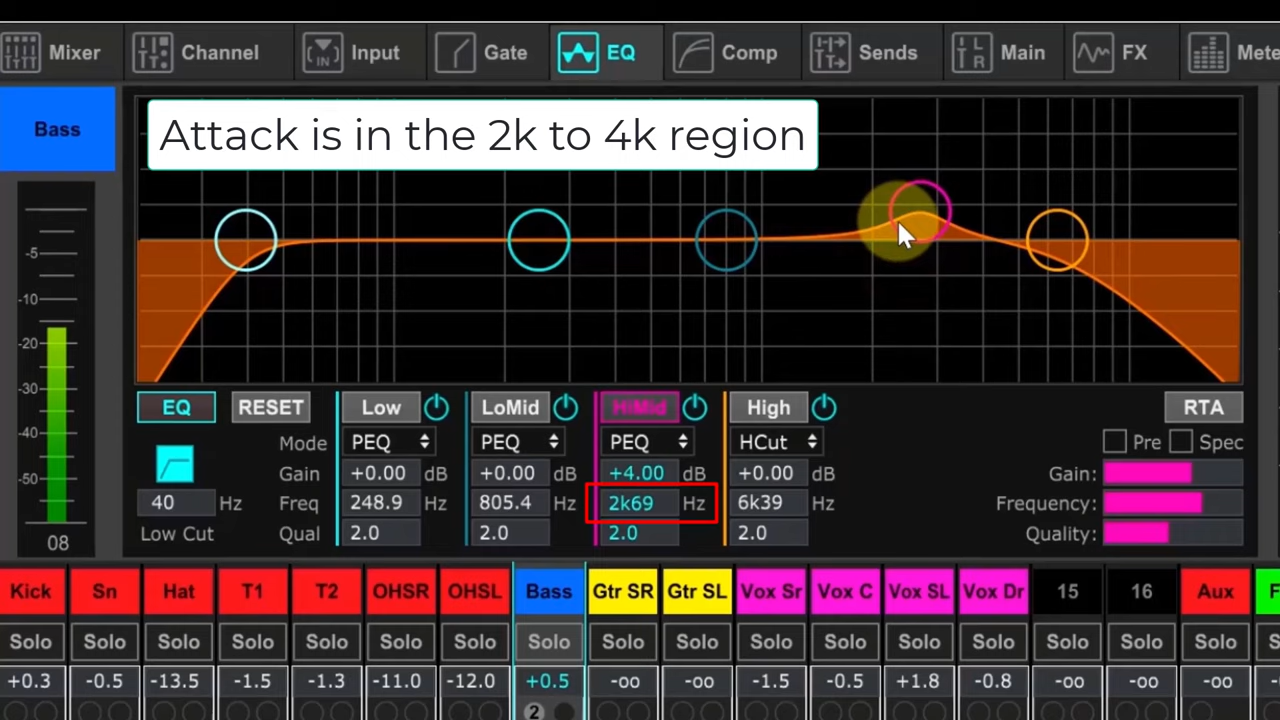 Mixer Channel Input Gate EQ Comp Sends Main FX Mete
Bass
Attack is in the 2k to 4k region
-5
-10
-20
-30
-40
-50
08
EQ RESET Low LoMid HiMid High RTA
Mode PEQ PEQ PEQ HCut Pre Spec
Gain +0.00 dB +0.00 dB +4.00 dB +0.00 dB Gain:
40 Hz Freq 248.9 Hz 805.4 Hz 2k69 Hz 6k39 Hz Frequency:
Low Cut Qual 2.0 2.0 2.0 2.0 Quality:
Kick Sn Hat T1 T2 OHSR OHSL Bass Gtr SR Gtr SL Vox Sr Vox C Vox SL Vox Dr 15 16 Aux F
Solo Solo Solo Solo Solo Solo Solo Solo Solo Solo Solo Solo Solo Solo Solo Solo Solo S
+0.3 -0.5 -13.5 -1.5 -1.3 -11.0 -12.0 +0.5 -oo -oo -1.5 -0.5 +1.8 -0.8 -oo -oo -oo
2